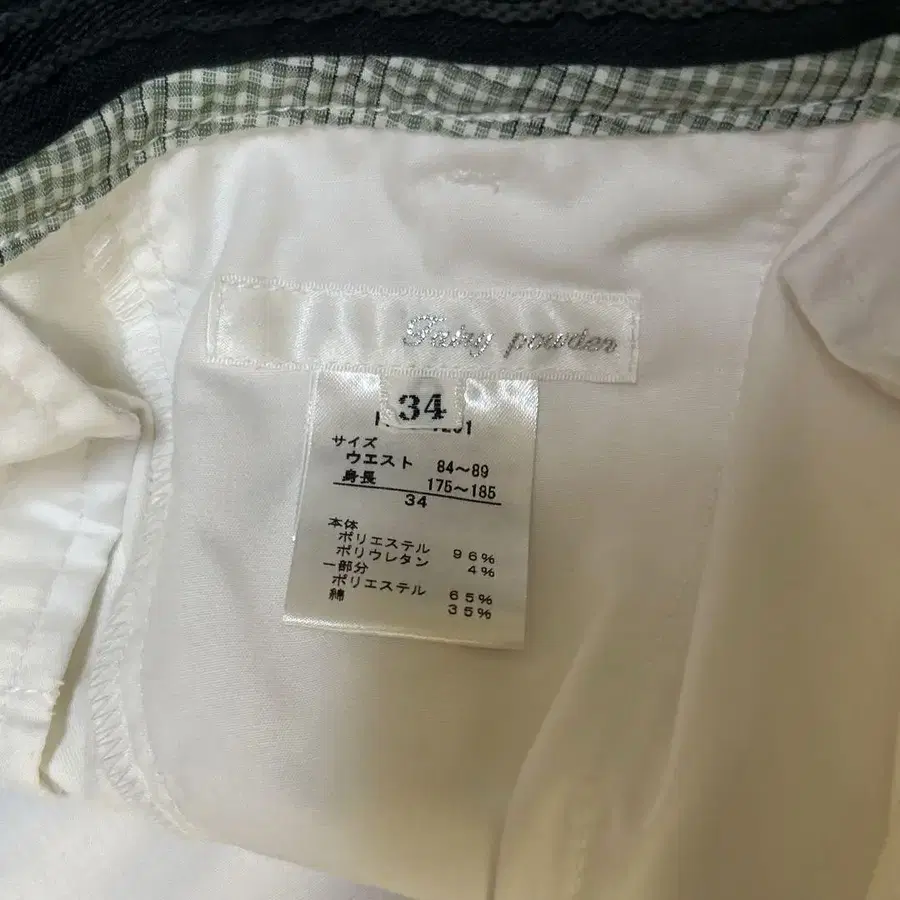 Fairy powder
34
サイズ
ウエスト 84〜89
身長 175〜185
34
本体
ポリエステル 96%
ポリウレタン 4%
一部分
ポリエステル 65%
綿 35%